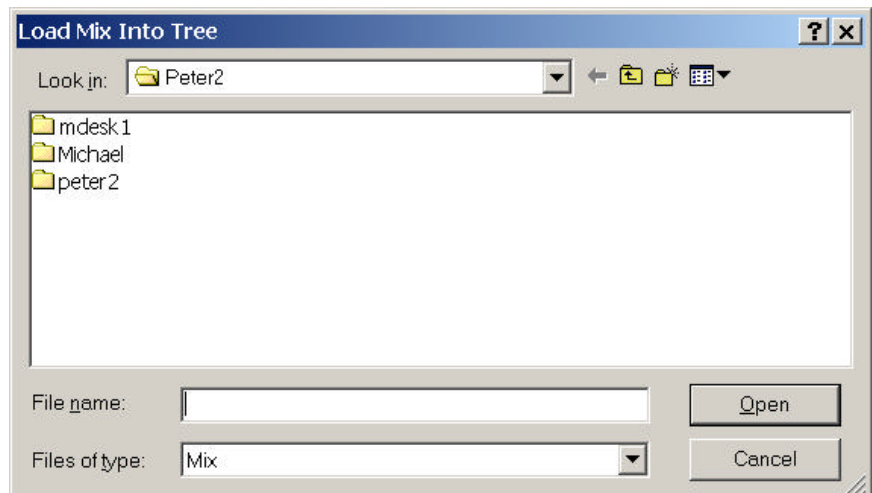 Load Mix Into Tree ? ×
Look in: Peter2
mdesk1
Michael
peter2
File name: Open
Files of type: Mix Cancel